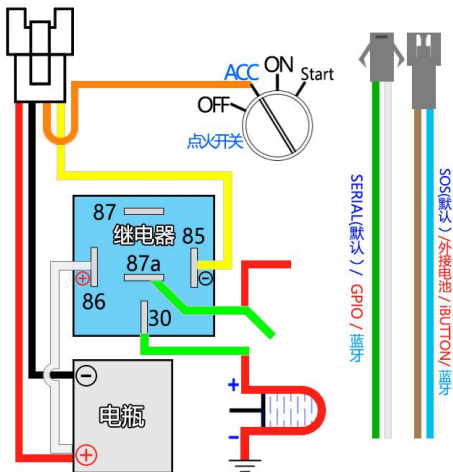 ON
ACC
Start
OFF
点火开关
87
继电器
85
87a
86
30
电瓶
SERIAL(默认) / GPIO / 蓝牙
SOS(默认) /外接电池 / iBUTTON/ 蓝牙